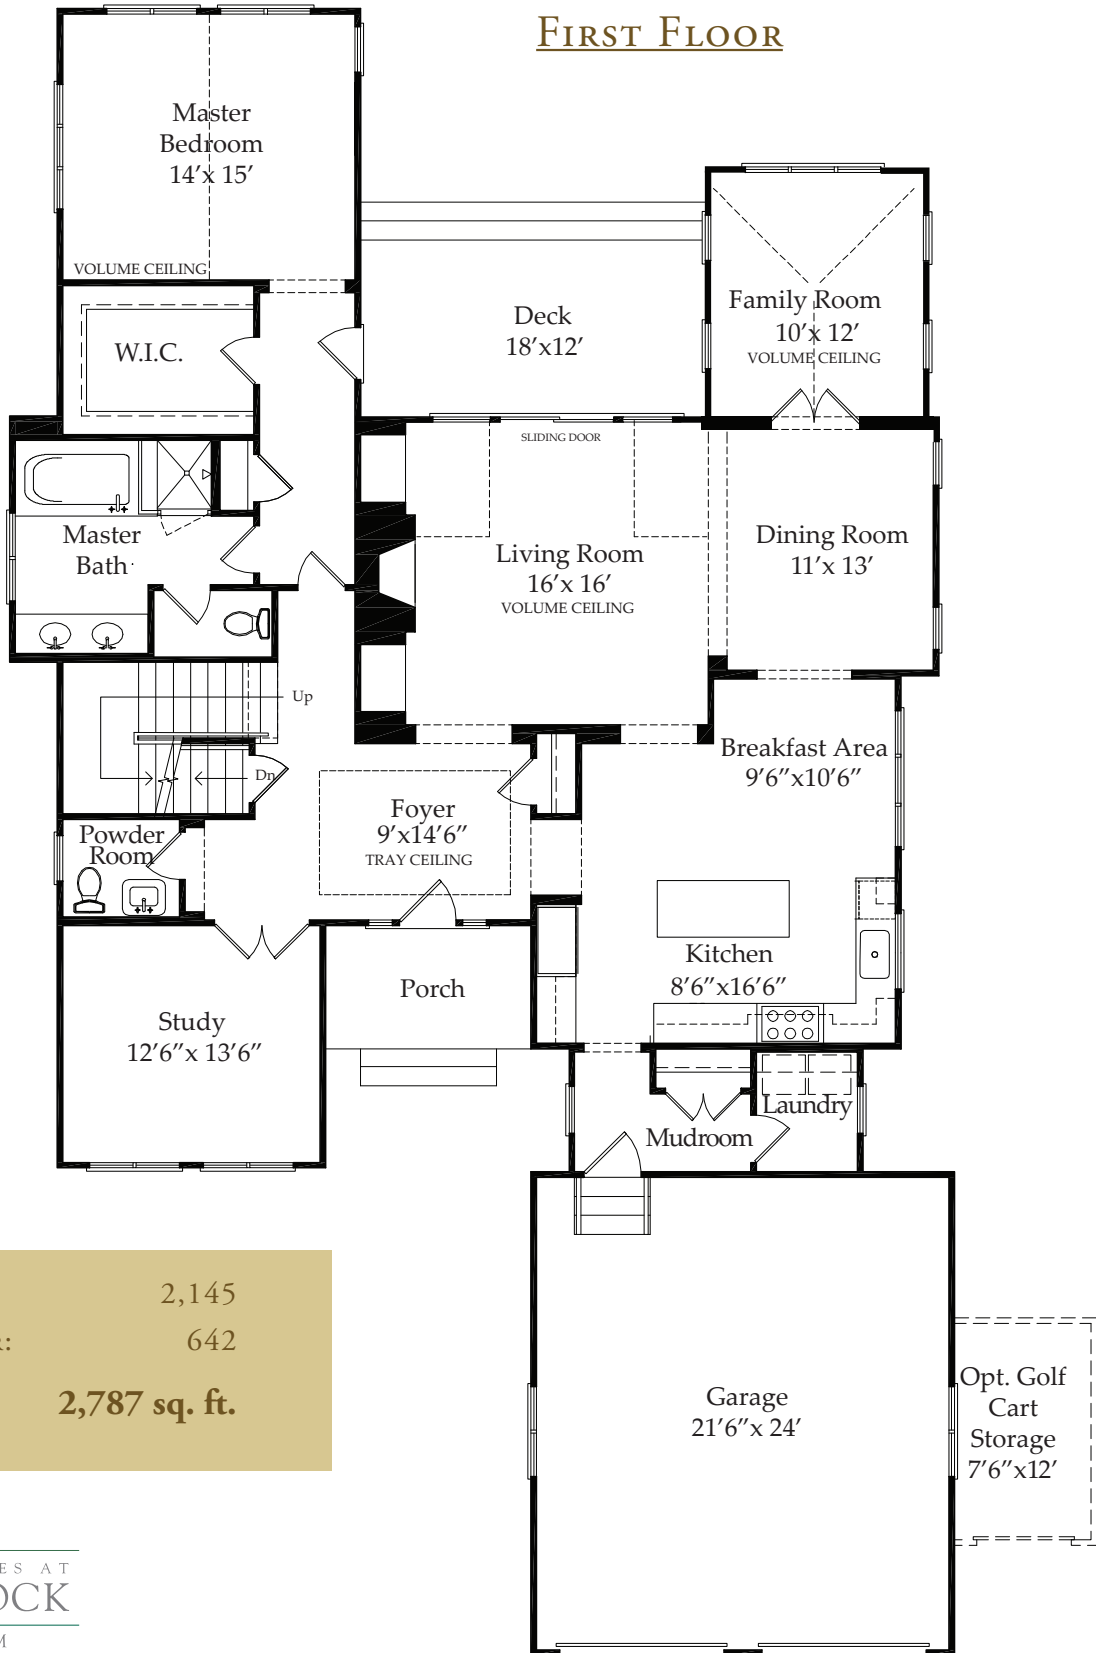 First Floor
Master
Bedroom
14’x 15’
VOLUME CEILING
W.I.C.
Deck
18’x12’
Family Room
10’x 12’
VOLUME CEILING
SLIDING DOOR
Master
Bath
Living Room
16’x 16’
VOLUME CEILING
Dining Room
11’x 13’
Up
Dn
Breakfast Area
9’6”x10’6”
Foyer
9’x14’6”
TRAY CEILING
Powder
Room
Porch
Kitchen
8’6”x16’6”
Study
12’6”x 13’6”
Laundry
Mudroom
2,145
642
2,787 sq. ft.
Garage
21’6”x 24’
Opt. Golf
Cart
Storage
7’6”x12’
ES AT
OCK
M